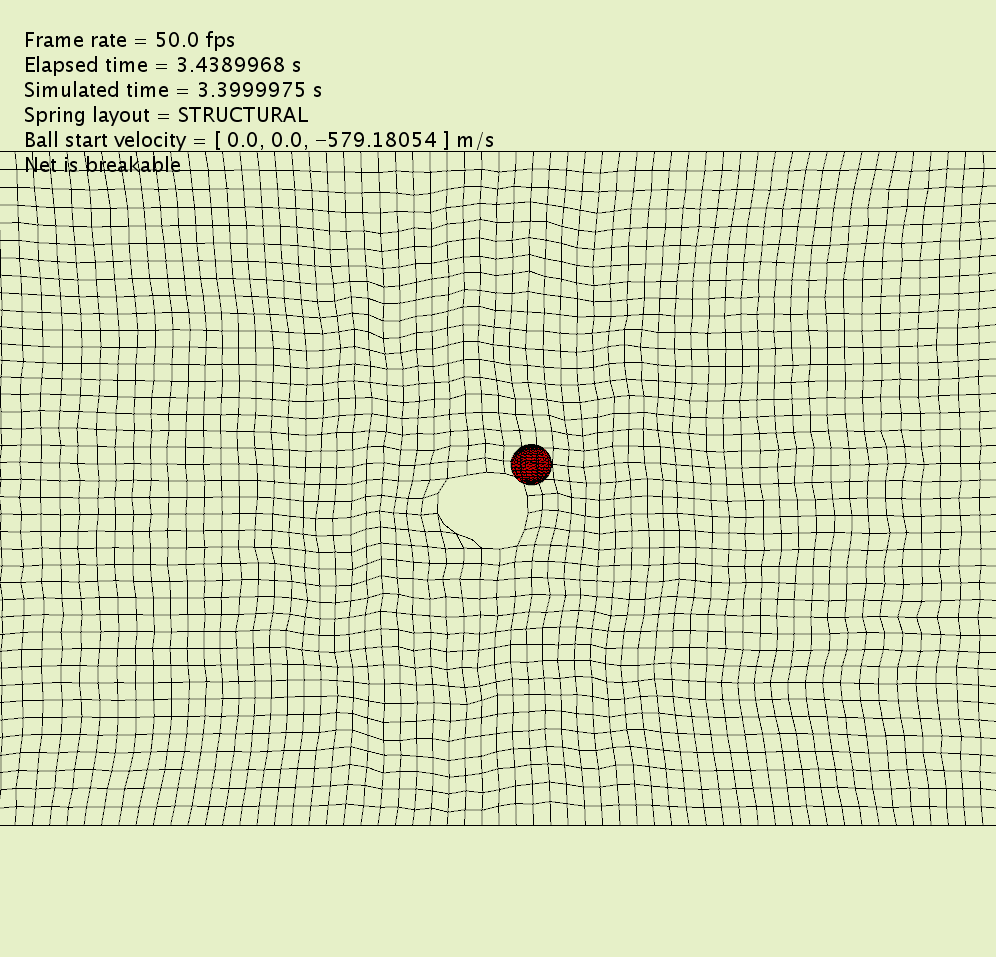 Frame rate = 50.0 fps
Elapsed time = 3.4389968 s
Simulated time = 3.3999975 s
Spring layout = STRUCTURAL
Ball start velocity = [ 0.0, 0.0, −579.18054 ] m/s
Net is breakable